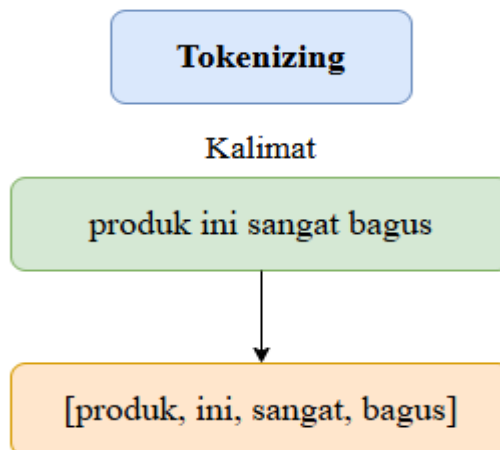 Tokenizing
Kalimat
produk ini sangat bagus
[produk, ini, sangat, bagus]